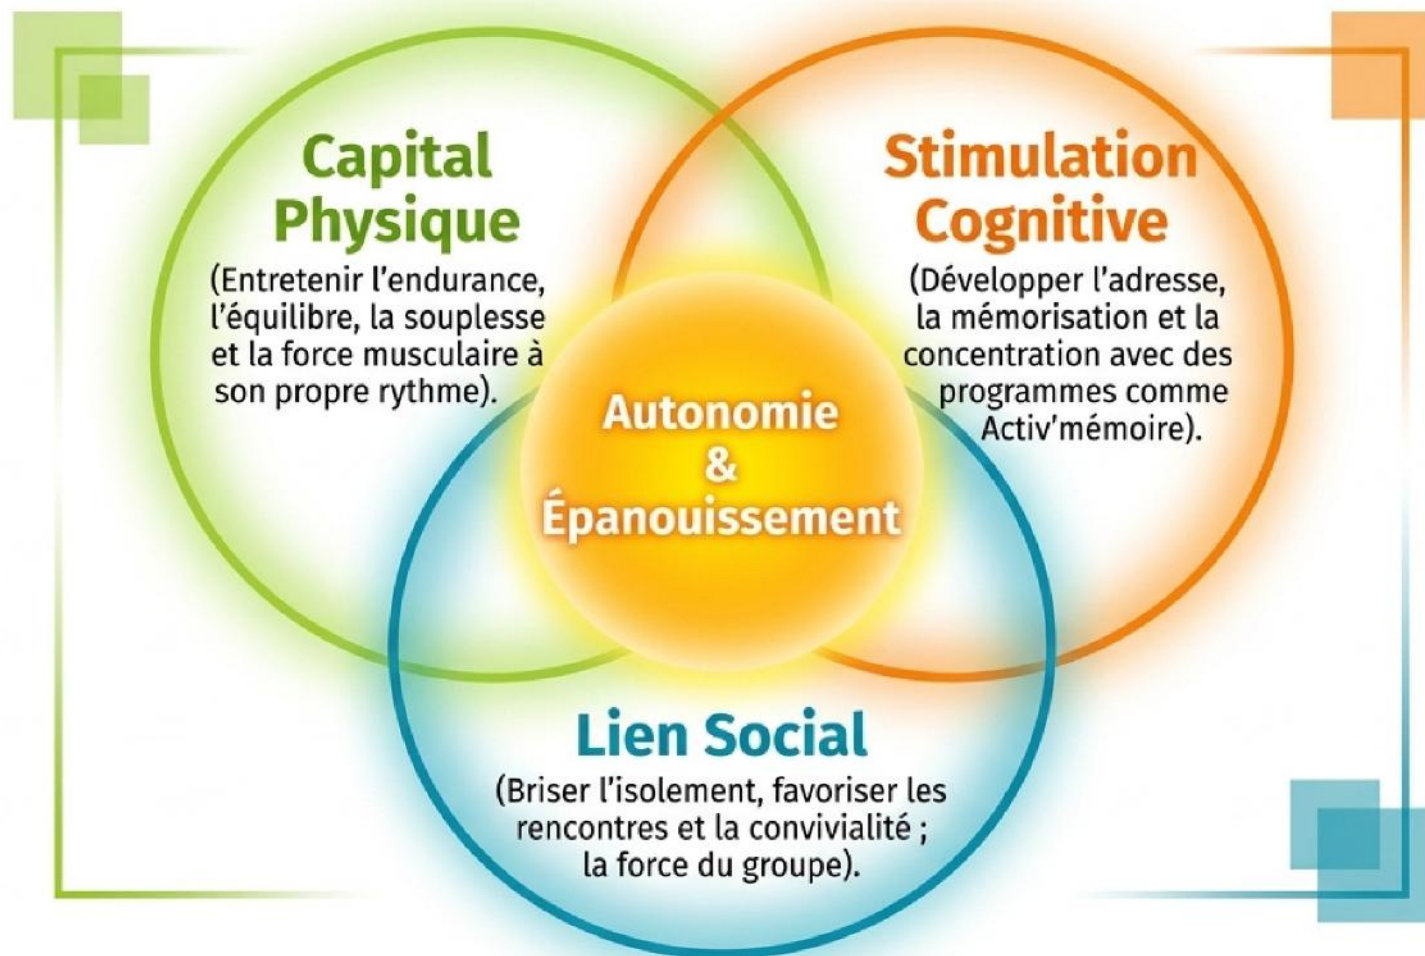 Capital
Physique
(Entretenir l'endurance,
l'équilibre, la souplesse
et la force musculaire à
son propre rythme).
Stimulation
Cognitive
(Développer l'adresse,
la mémorisation et la
concentration avec des
programmes comme
Activ'mémoire).
Autonomie
&
Épanouissement
Lien Social
(Briser l'isolement, favoriser les
rencontres et la convivialité ;
la force du groupe).